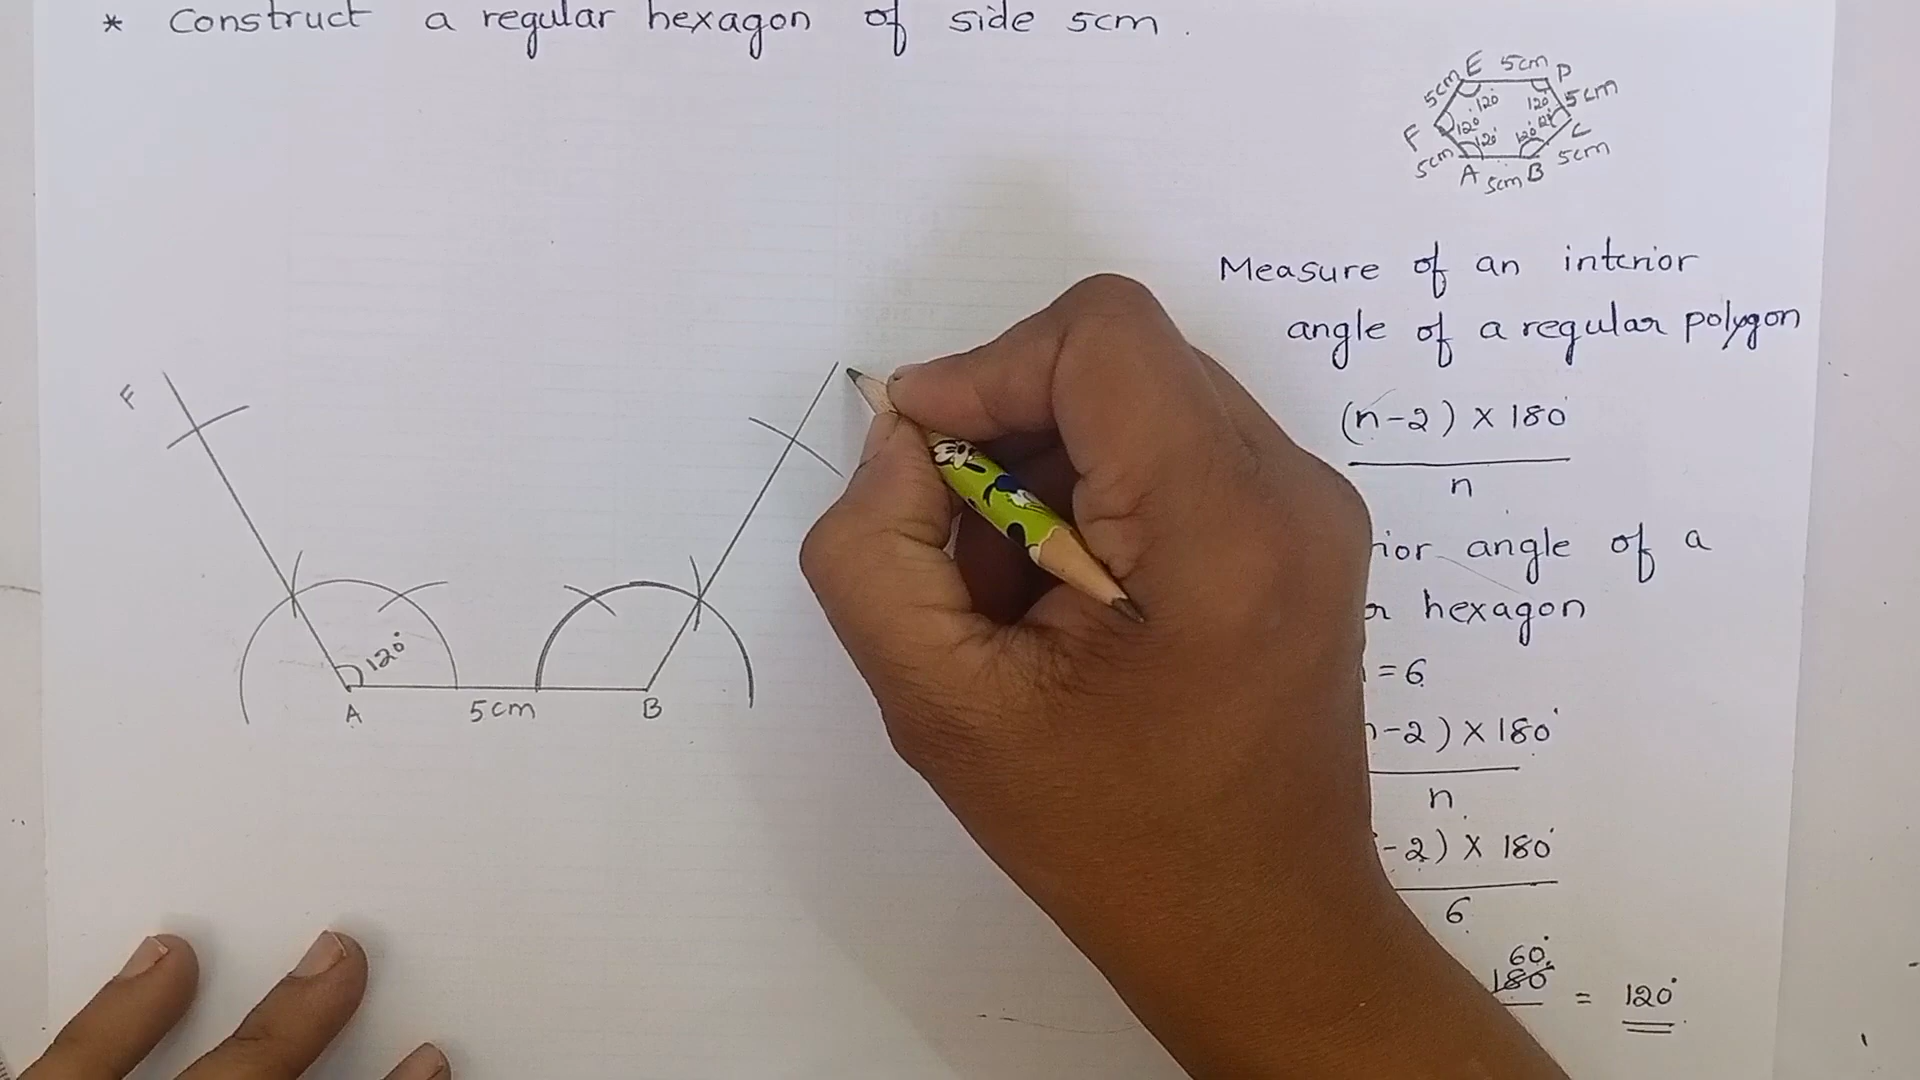 * Construct a regular hexagon of side 5cm.
E 5cm D
5cm 120° 120° 5cm
F 120° 120° C
5cm 120° 120° 5cm
A 5cm B
Measure of an interior
angle of a regular polygon
(n-2) × 180°
n
F
rior angle of a
hexagon
= 6
-2) × 180°
n
-2) × 180°
6
120°
A 5cm B
60°
180° = 120°